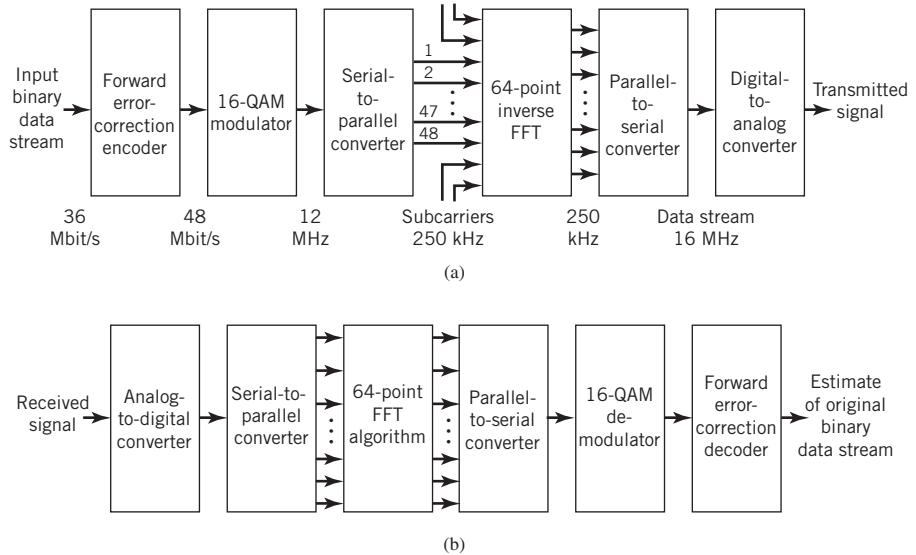 Input
binary
data
stream
Forward
error-
correction
encoder
16-QAM
modulator
Serial-
to-
parallel
converter
1
2
47
48
64-point
inverse
FFT
Parallel-
to-
serial
converter
Digital-
to-
analog
converter
Transmitted
signal
36
Mbit/s
48
Mbit/s
12
MHz
Subcarriers
250 kHz
250
kHz
Data stream
16 MHz
(a)
Received
signal
Analog-
to-digital
converter
Serial-to-
parallel
converter
64-point
FFT
algorithm
Parallel-
to-serial
converter
16-QAM
de-
modulator
Forward
error-
correction
decoder
Estimate
of original
binary
data stream
(b)